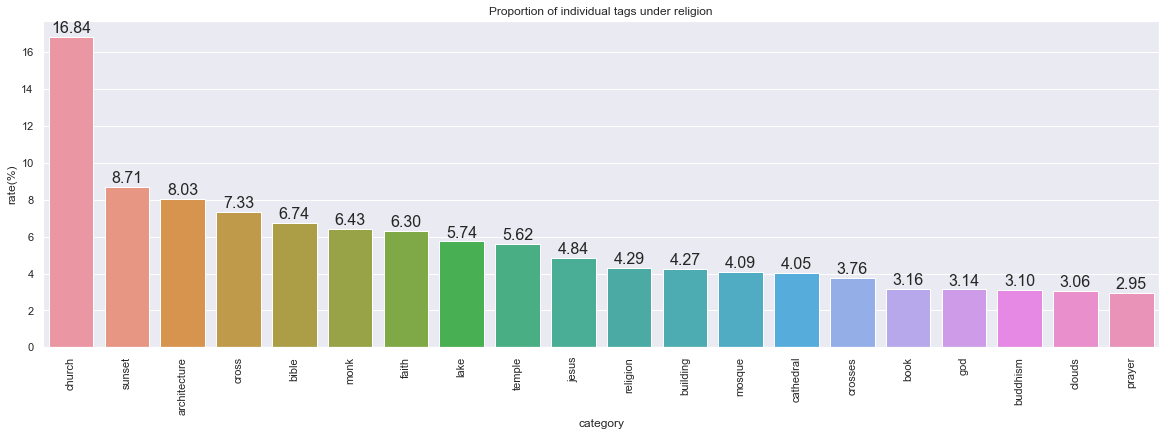 Proportion of individual tags under religion
16.84
8.71
8.03
7.33
6.74
6.43
6.30
5.74
5.62
4.84
4.29
4.27
4.09
4.05
3.76
3.16
3.14
3.10
3.06
2.95
rate(%)
16
14
12
10
8
6
4
2
0
church
sunset
architecture
cross
bible
monk
faith
lake
temple
jesus
religion
building
mosque
cathedral
crosses
book
god
buddhism
clouds
prayer
category